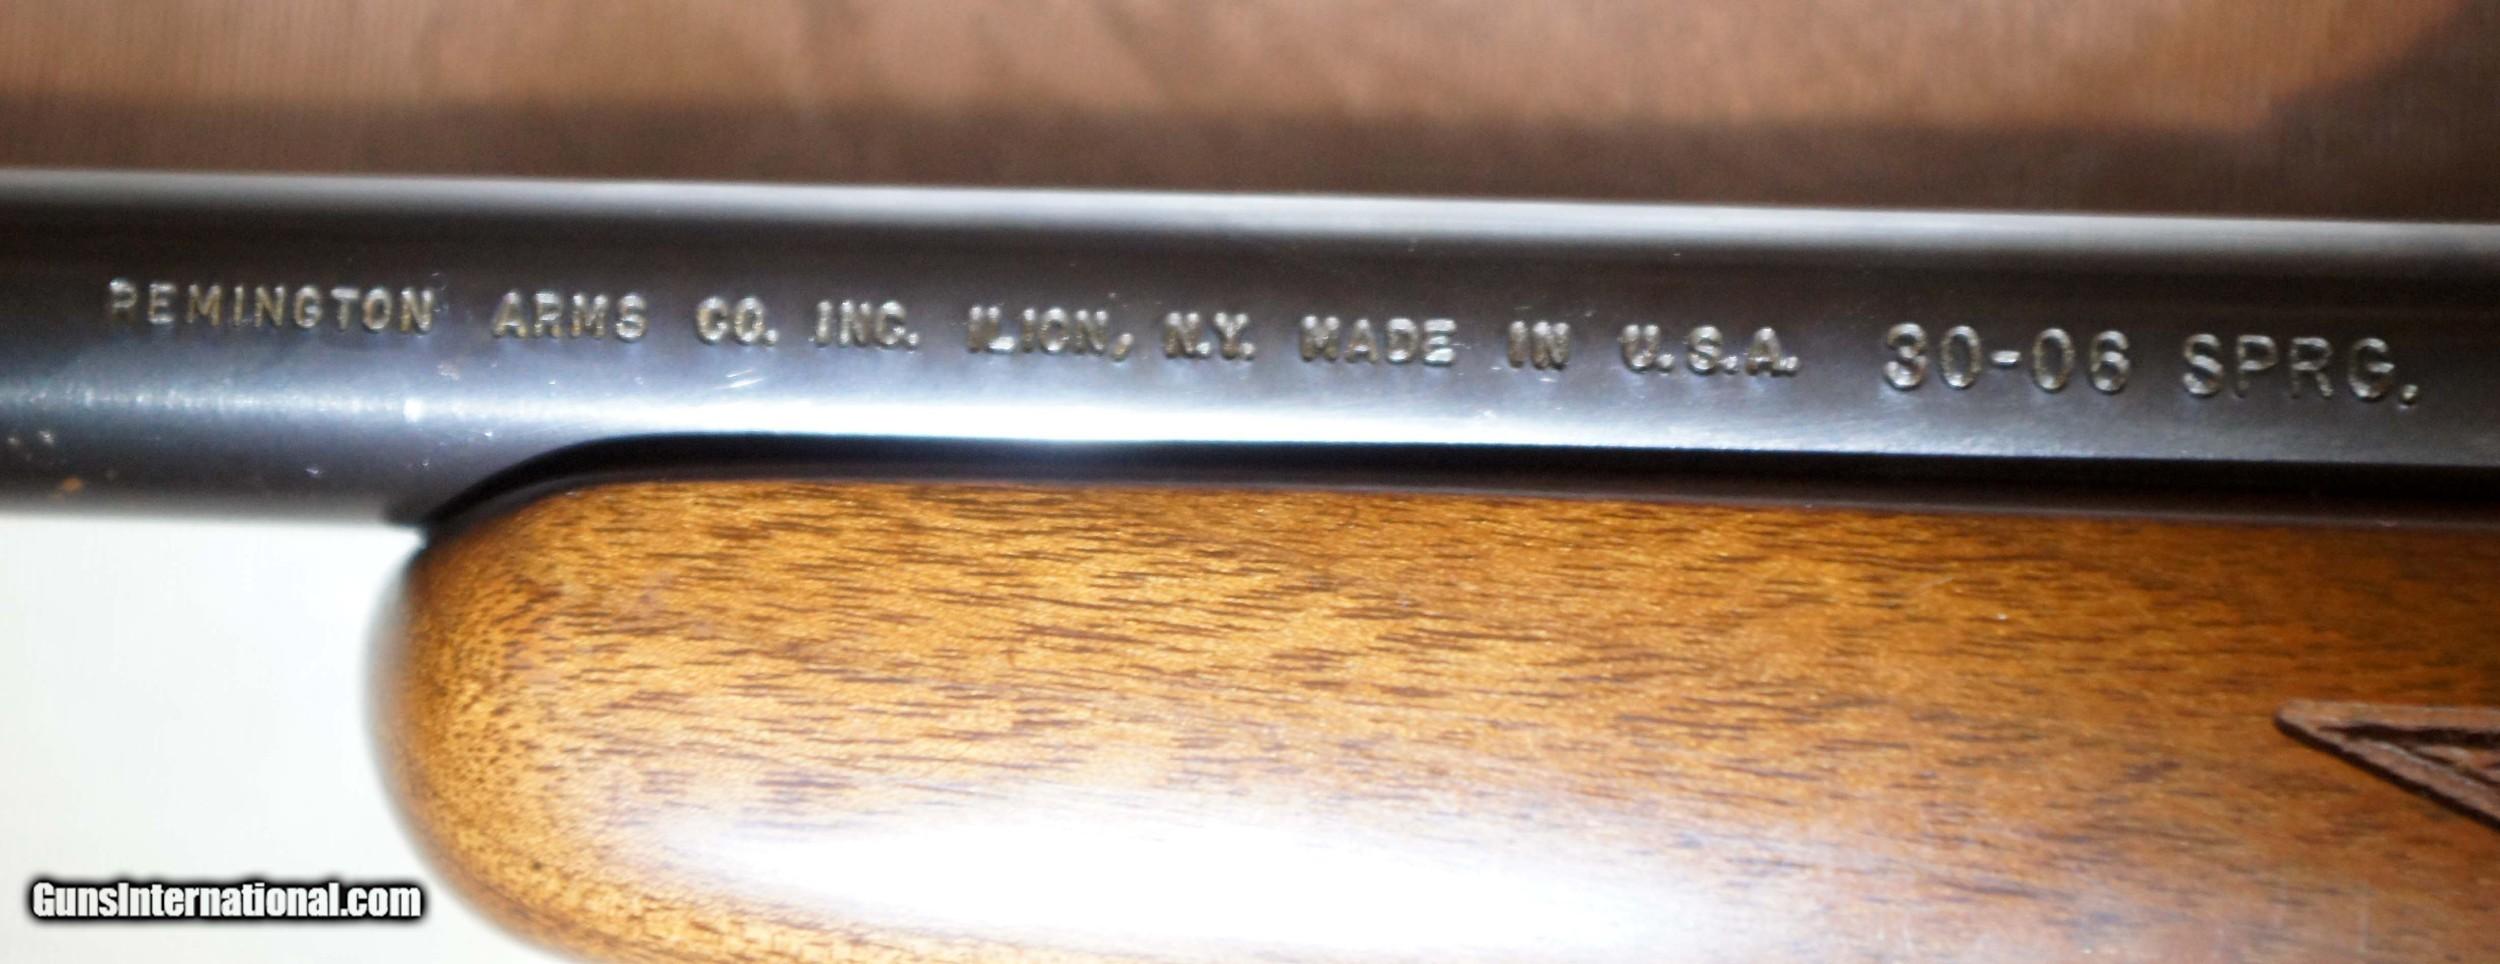 REMINGTON ARMS CO. INC. ILION, N.Y. MADE IN U.S.A. 30-06 SPRG.
GunsInternational.com